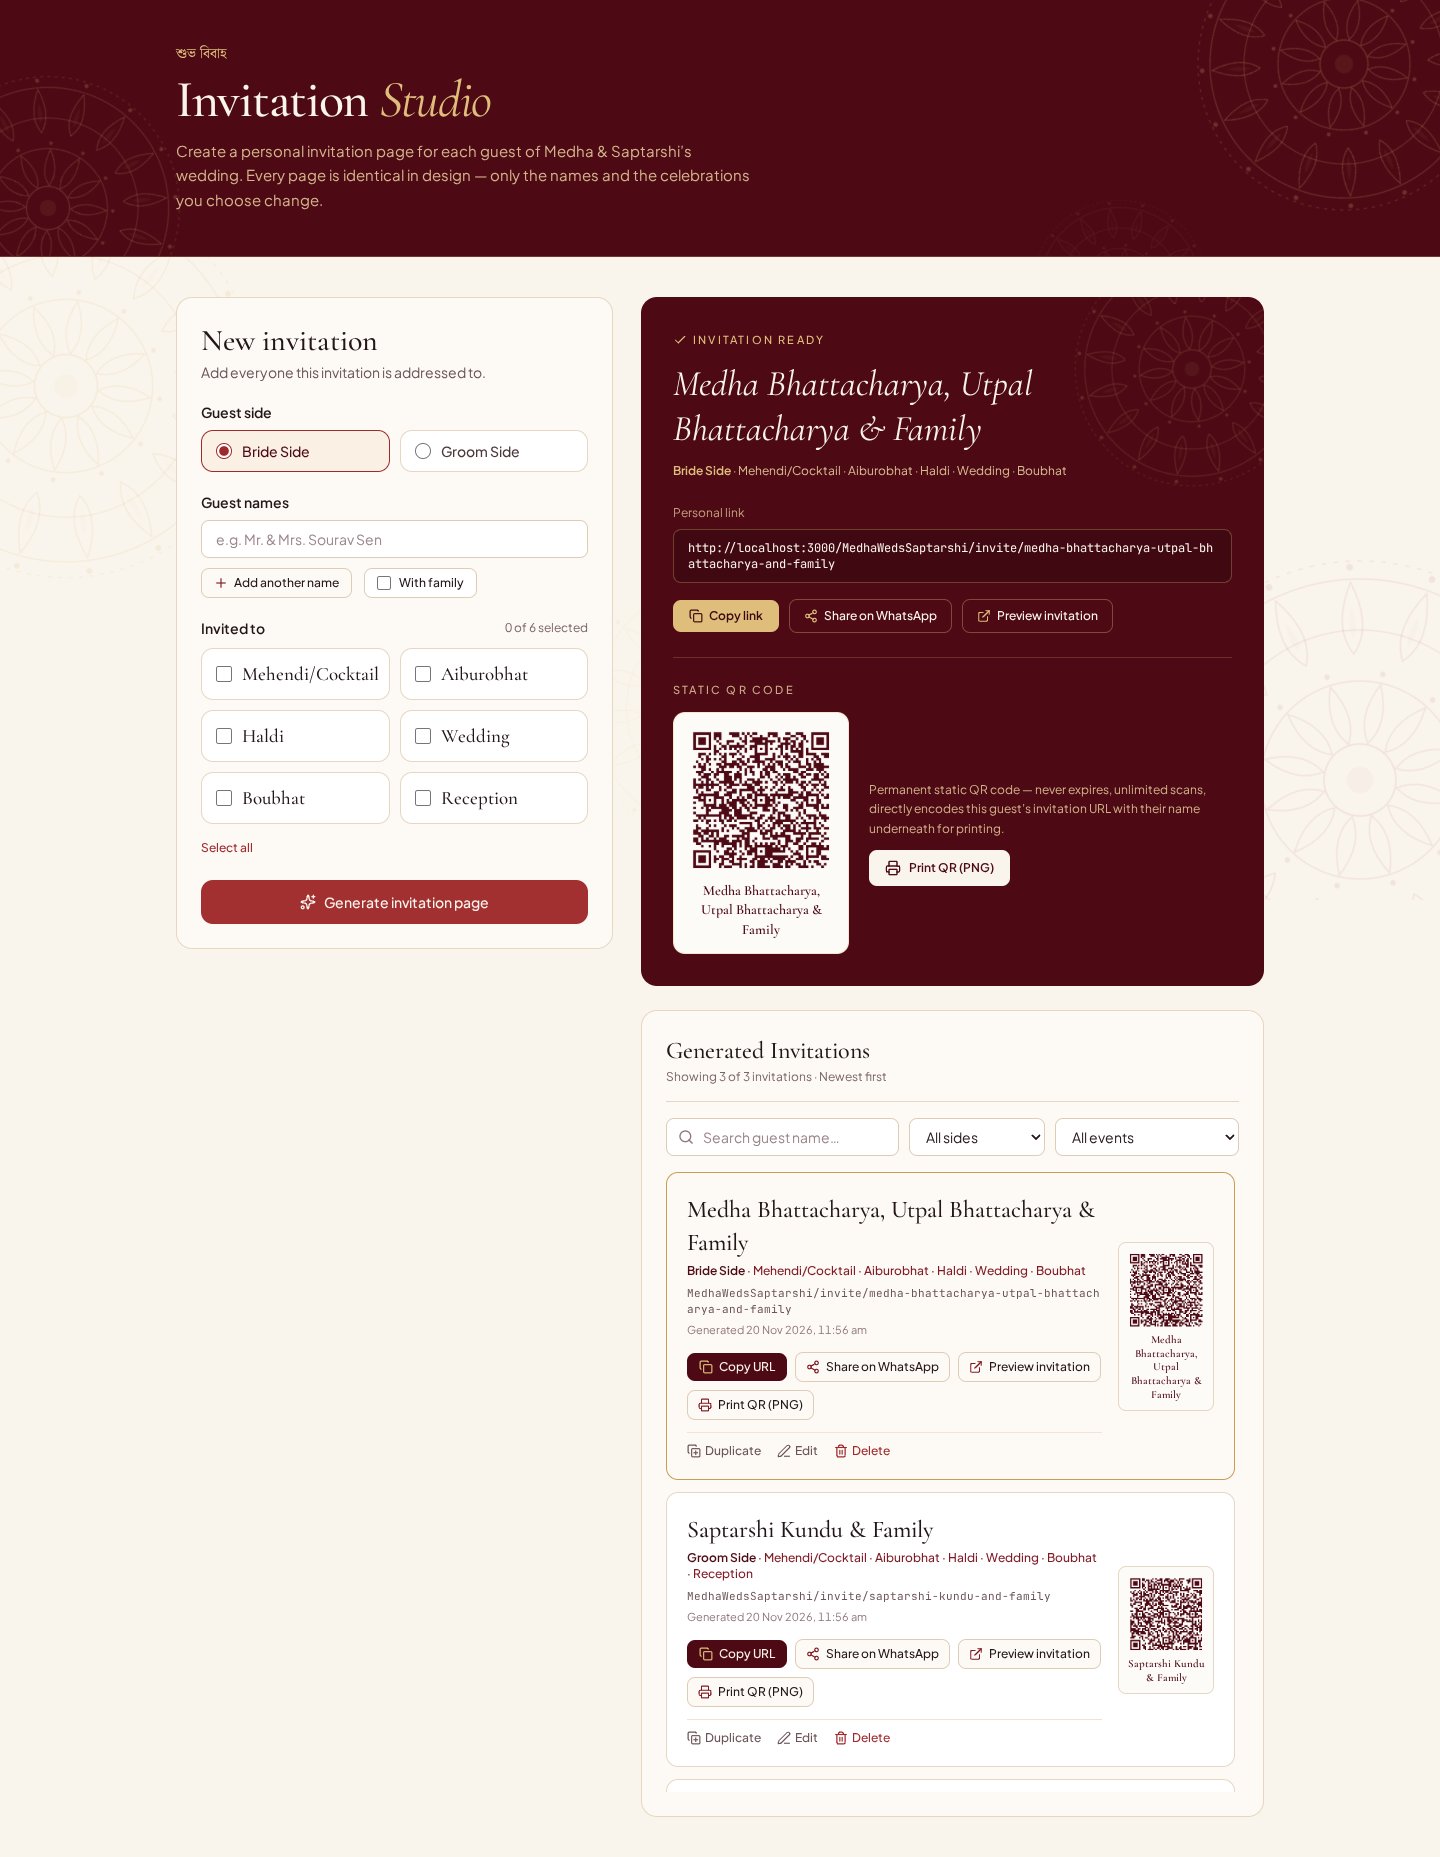 শুভ বিবাহ
Invitation Studio
Create a personal invitation page for each guest of Medha & Saptarshi's
wedding. Every page is identical in design — only the names and the celebrations
you choose change.
New invitation
Add everyone this invitation is addressed to.
Guest side
Bride Side
Groom Side
Guest names
e.g. Mr. & Mrs. Sourav Sen
Add another name
With family
Invited to
0 of 6 selected
Mehendi/Cocktail
Aiburobhat
Haldi
Wedding
Boubhat
Reception
Select all
Generate invitation page
INVITATION READY
Medha Bhattacharya, Utpal
Bhattacharya & Family
Bride Side · Mehendi/Cocktail · Aiburobhat · Haldi · Wedding · Boubhat
Personal link
http://localhost:3000/MedhaWedsSaptarshi/invite/medha-bhattacharya-utpal-bh
attacharya-and-family
Copy link
Share on WhatsApp
Preview invitation
STATIC QR CODE
Medha Bhattacharya,
Utpal Bhattacharya &
Family
Permanent static QR code — never expires, unlimited scans,
directly encodes this guest's invitation URL with their name
underneath for printing.
Print QR (PNG)
Generated Invitations
Showing 3 of 3 invitations · Newest first
Search guest name...
All sides
All events
Medha Bhattacharya, Utpal Bhattacharya &
Family
Bride Side · Mehendi/Cocktail · Aiburobhat · Haldi · Wedding · Boubhat
MedhaWedsSaptarshi/invite/medha-bhattacharya-utpal-bhattach
arya-and-family
Generated 20 Nov 2026, 11:56 am
Copy URL
Share on WhatsApp
Preview invitation
Print QR (PNG)
Duplicate
Edit
Delete
Medha
Bhattacharya,
Utpal
Bhattacharya &
Family
Saptarshi Kundu & Family
Groom Side · Mehendi/Cocktail · Aiburobhat · Haldi · Wedding · Boubhat
· Reception
MedhaWedsSaptarshi/invite/saptarshi-kundu-and-family
Generated 20 Nov 2026, 11:56 am
Copy URL
Share on WhatsApp
Preview invitation
Print QR (PNG)
Duplicate
Edit
Delete
Saptarshi Kundu
& Family